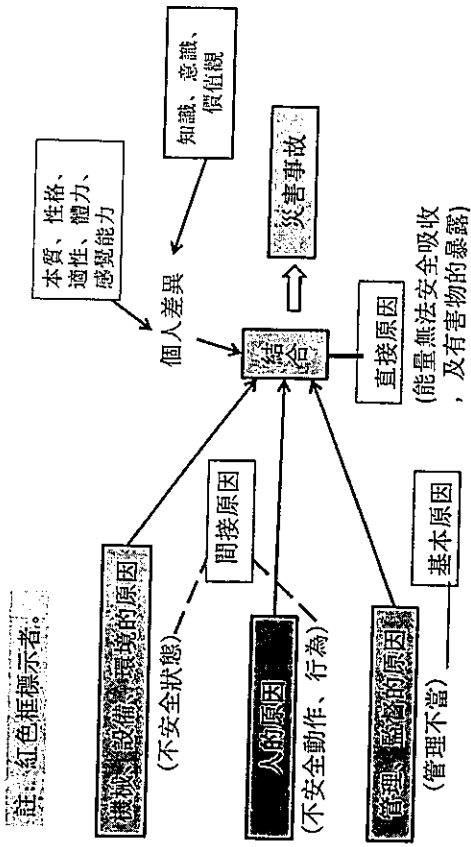 註:紅色框標示者。
機械、設備、環境的原因
(不安全狀態)
間接原因
人的原因
(不安全動作、行為)
管理、監督的原因
(管理不當)
基本原因
本質、性格、
適性、體力、
感覺能力
個人差異
知識、意識、
價值觀
結合
災害事故
直接原因
(能量無法安全吸收
，及有害物的暴露)